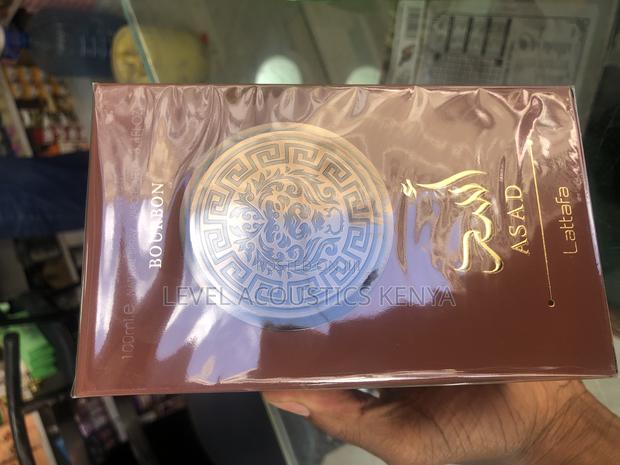 Lattafa
أسد
ASAD
BOURBON
100ml.e
LEVEL ACOUSTICS KENYA